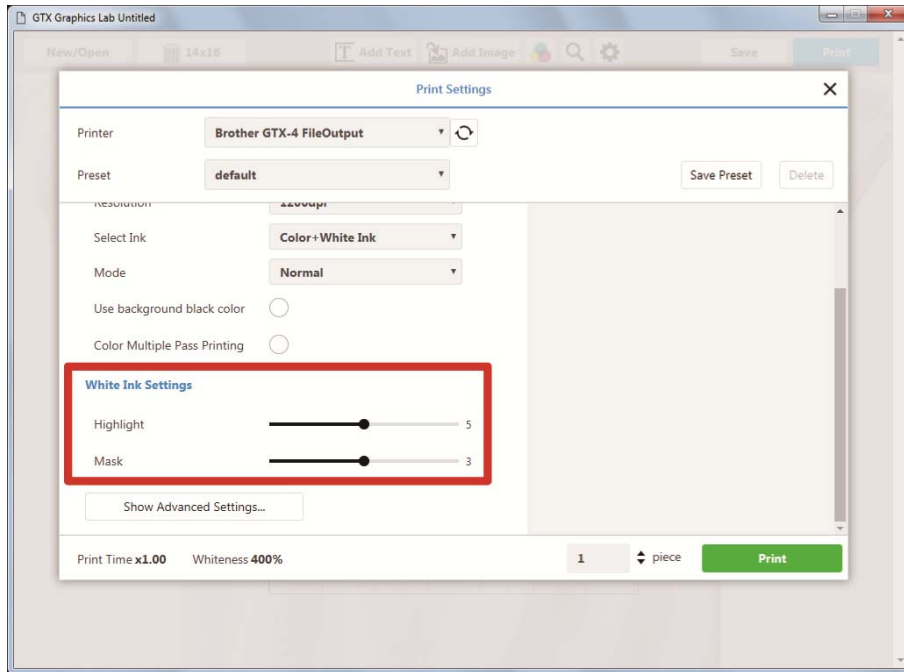 GTX Graphics Lab Untitled
New/Open 14x16 T Add Text Add Image Save Print
Print Settings
Printer Brother GTX-4 FileOutput
Preset default Save Preset Delete
Resolution 1200dpi
Select Ink Color+White Ink
Mode Normal
Use background black color
Color Multiple Pass Printing
White Ink Settings
Highlight 5
Mask 3
Show Advanced Settings...
Print Time x1.00 Whiteness 400% 1 piece Print